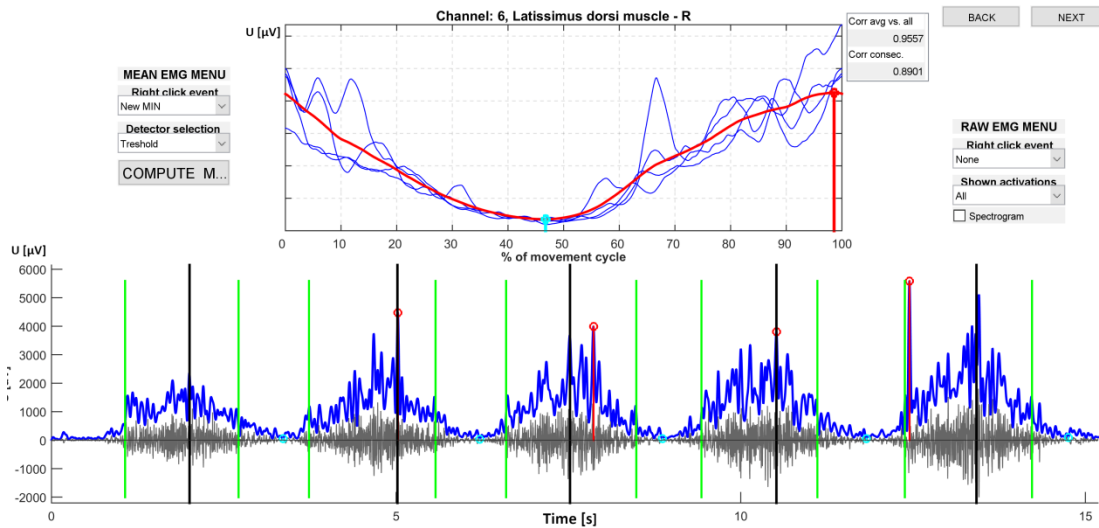 Channel: 6, Latissimus dorsi muscle - R
U [µV]
Corr avg vs. all
0.9557
Corr consec.
0.8901
BACK
NEXT
MEAN EMG MENU
Right click event
New MIN
Detector selection
Treshold
COMPUTE M...
RAW EMG MENU
Right click event
None
Shown activations
All
Spectrogram
0 10 20 30 40 50 60 70 80 90 100
% of movement cycle
U [µV]
6000
5000
4000
3000
2000
1000
0
-1000
-2000
0 5 10 15
Time [s]